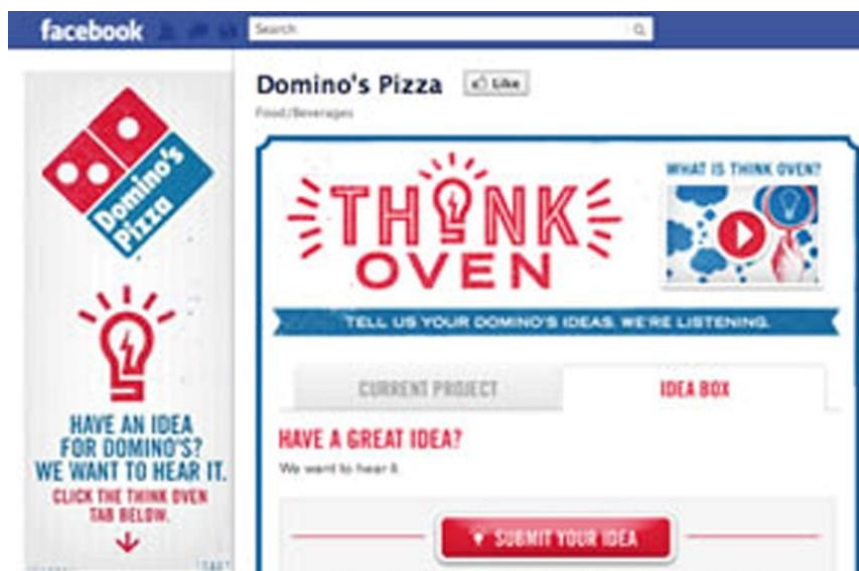 facebook
Search
Domino's Pizza
Like
Food/Beverages
Domino's
Pizza
THINK
OVEN
WHAT IS THINK OVEN?
TELL US YOUR DOMINO'S IDEAS. WE'RE LISTENING.
CURRENT PROJECT
IDEA BOX
HAVE AN IDEA
FOR DOMINO'S?
WE WANT TO HEAR IT.
CLICK THE THINK OVEN
TAB BELOW.
HAVE A GREAT IDEA?
We want to hear it.
SUBMIT YOUR IDEA